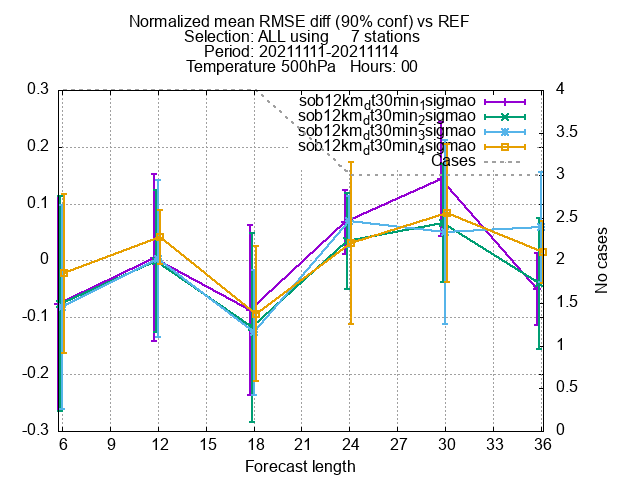 Normalized mean RMSE diff (90% conf) vs REF
Selection: ALL using 7 stations
Period: 20211111-20211114
Temperature 500hPa Hours: 00
sob12km_dt30min_1sigmao
sob12km_dt30min_2sigmao
sob12km_dt30min_3sigmao
sob12km_dt30min_4sigmao
Cases
0.3
0.2
0.1
0
-0.1
-0.2
-0.3
4
3.5
3
2.5
2
1.5
1
0.5
0
No cases
6 9 12 15 18 21 24 27 30 33 36
Forecast length